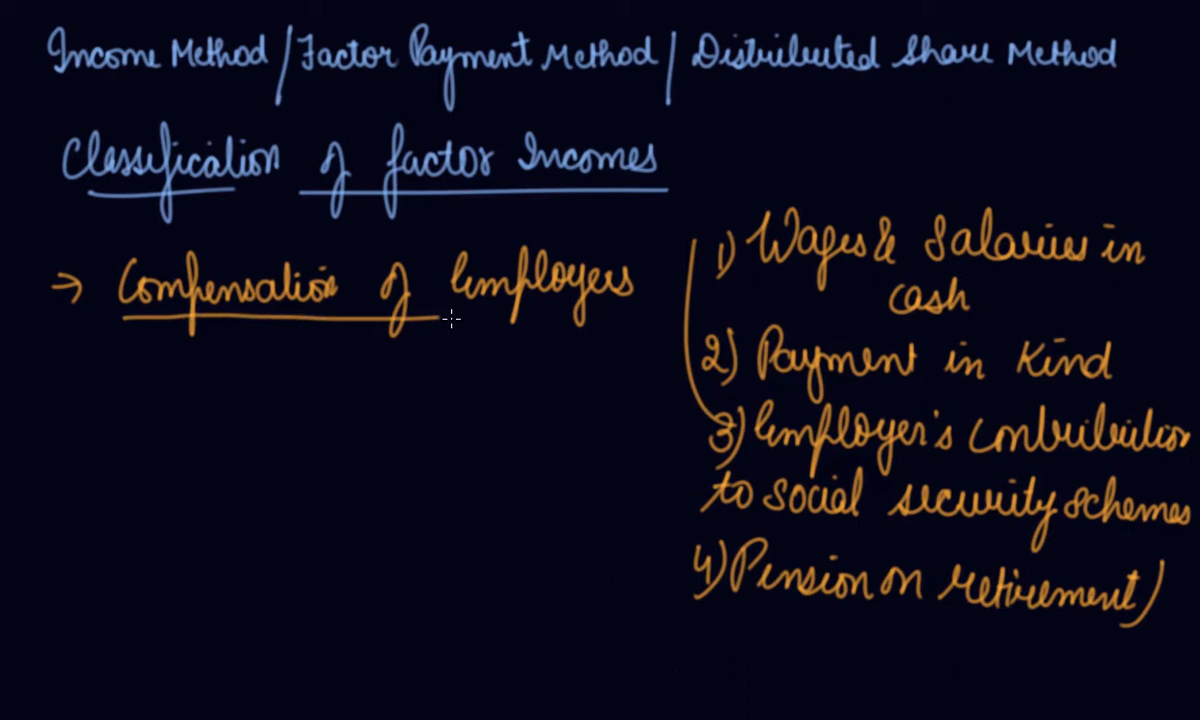 Income Method / Factor Payment Method / Distributed Share Method
Classification of factor Incomes
→ Compensation of Employers
1) Wages & Salaries in
cash
2) Payment in Kind
3) Employer's contribution
to social security schemes
4) Pension on retirement)